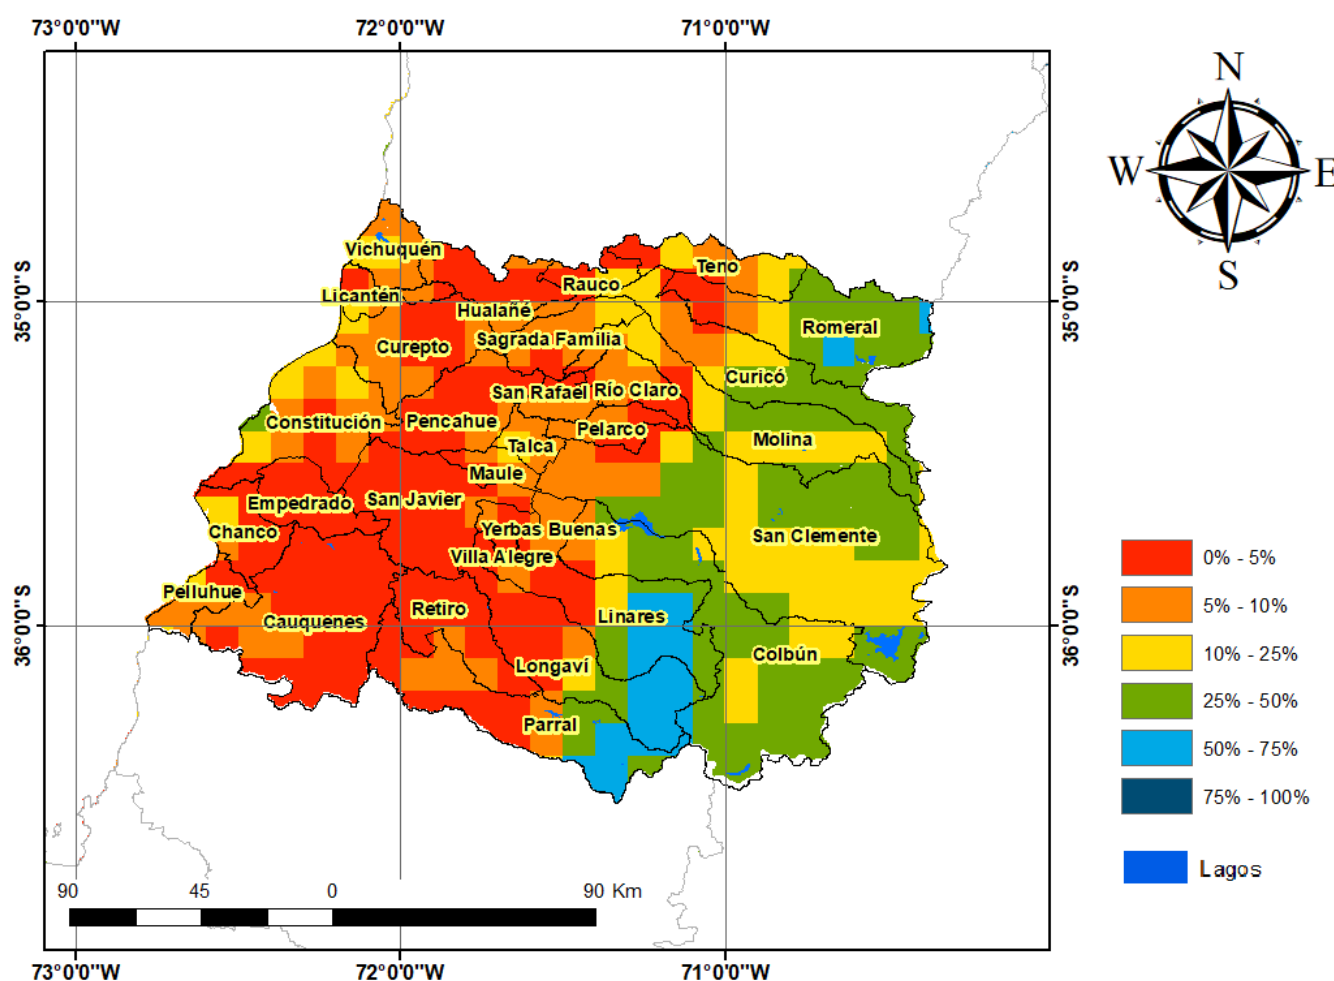 73°0'0"W 72°0'0"W 71°0'0"W
N
W E
S
35°0'0"S 35°0'0"S
36°0'0"S 36°0'0"S
Vichuquén
Teno
Rauco
Licantén
Hualañé
Romeral
Sagrada Familia
Curepto
Curicó
San Rafael Río Claro
Constitución Pencahue
Pelarco
Molina
Talca
Maule
Empedrado San Javier
Chanco
Yerbas Buenas
San Clemente
Villa Alegre
Pelluhue
Retiro
Cauquenes
Linares
Colbún
Longaví
Parral
0% - 5%
5% - 10%
10% - 25%
25% - 50%
50% - 75%
75% - 100%
Lagos
90 45 0 90 Km
73°0'0"W 72°0'0"W 71°0'0"W